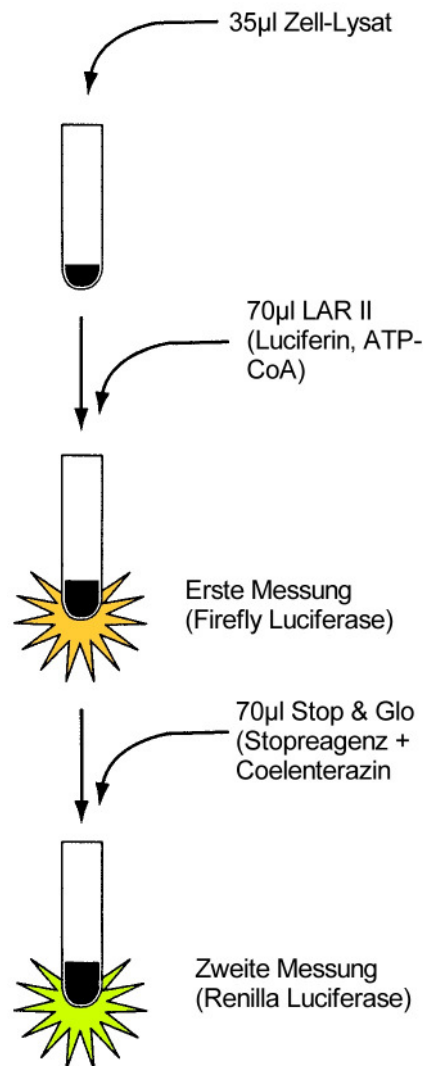 35µl Zell-Lysat
70µl LAR II
(Luciferin, ATP-
CoA)
Erste Messung
(Firefly Luciferase)
70µl Stop & Glo
(Stopreagenz +
Coelenterazin
Zweite Messung
(Renilla Luciferase)